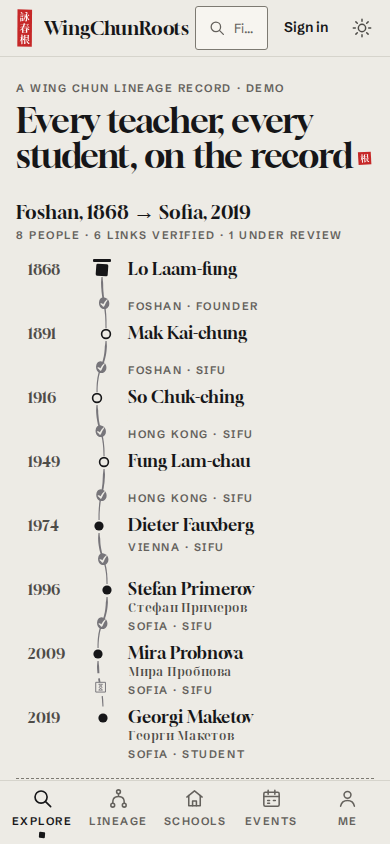 詠春根
WingChunRoots
Fi...
Sign in
A WING CHUN LINEAGE RECORD · DEMO
Every teacher, every
student, on the record 根
Foshan, 1868 → Sofia, 2019
8 PEOPLE · 6 LINKS VERIFIED · 1 UNDER REVIEW
1868 Lo Laam-fung
FOSHAN · FOUNDER
1891 Mak Kai-chung
FOSHAN · SIFU
1916 So Chuk-ching
HONG KONG · SIFU
1949 Fung Lam-chau
HONG KONG · SIFU
1974 Dieter Fauxberg
VIENNA · SIFU
1996 Stefan Primerov
Стефан Примеров
SOFIA · SIFU
2009 Mira Probnova
Мира Пробнова
SOFIA · SIFU
2019 Georgi Maketov
Георги Макетов
SOFIA · STUDENT
EXPLORE LINEAGE SCHOOLS EVENTS ME